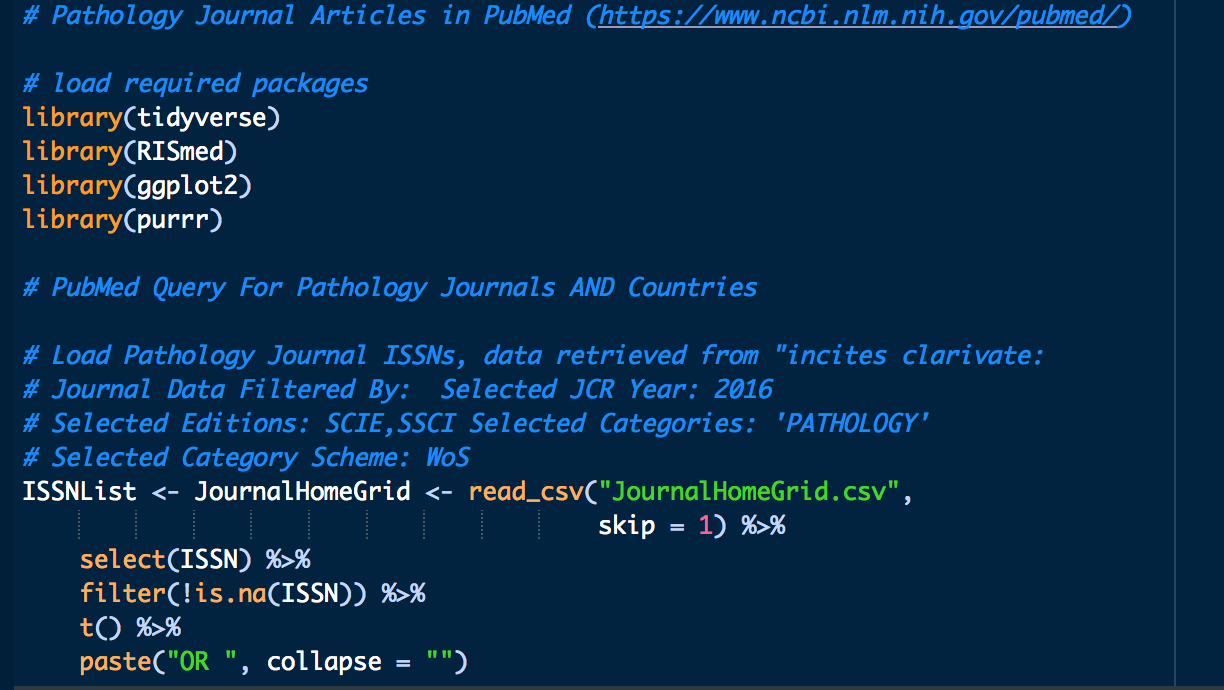 # Pathology Journal Articles in PubMed (https://www.ncbi.nlm.nih.gov/pubmed/)
# load required packages
library(tidyverse)
library(RISmed)
library(ggplot2)
library(purrr)
# PubMed Query For Pathology Journals AND Countries
# Load Pathology Journal ISSNs, data retrieved from "incites clarivate:
# Journal Data Filtered By:  Selected JCR Year: 2016
# Selected Editions: SCIE,SSCI Selected Categories: 'PATHOLOGY'
# Selected Category Scheme: WoS
ISSNList <- JournalHomeGrid <- read_csv("JournalHomeGrid.csv",
                                        skip = 1) %>%
    select(ISSN) %>%
    filter(!is.na(ISSN)) %>%
    t() %>%
    paste("OR ", collapse = "")